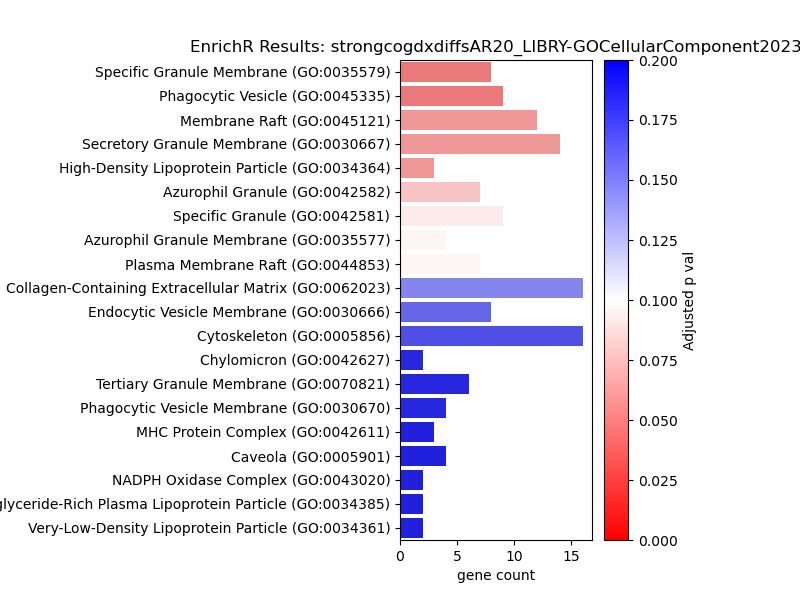 EnrichR Results: strongcogdxdiffsAR20_LIBRY-GOCellularComponent2023
Specific Granule Membrane (GO:0035579)
Phagocytic Vesicle (GO:0045335)
Membrane Raft (GO:0045121)
Secretory Granule Membrane (GO:0030667)
High-Density Lipoprotein Particle (GO:0034364)
Azurophil Granule (GO:0042582)
Specific Granule (GO:0042581)
Azurophil Granule Membrane (GO:0035577)
Plasma Membrane Raft (GO:0044853)
Collagen-Containing Extracellular Matrix (GO:0062023)
Endocytic Vesicle Membrane (GO:0030666)
Cytoskeleton (GO:0005856)
Chylomicron (GO:0042627)
Tertiary Granule Membrane (GO:0070821)
Phagocytic Vesicle Membrane (GO:0030670)
MHC Protein Complex (GO:0042611)
Caveola (GO:0005901)
NADPH Oxidase Complex (GO:0043020)
glyceride-Rich Plasma Lipoprotein Particle (GO:0034385)
Very-Low-Density Lipoprotein Particle (GO:0034361)
0 5 10 15
gene count
0.200
0.175
0.150
0.125
0.100
0.075
0.050
0.025
0.000
Adjusted p val